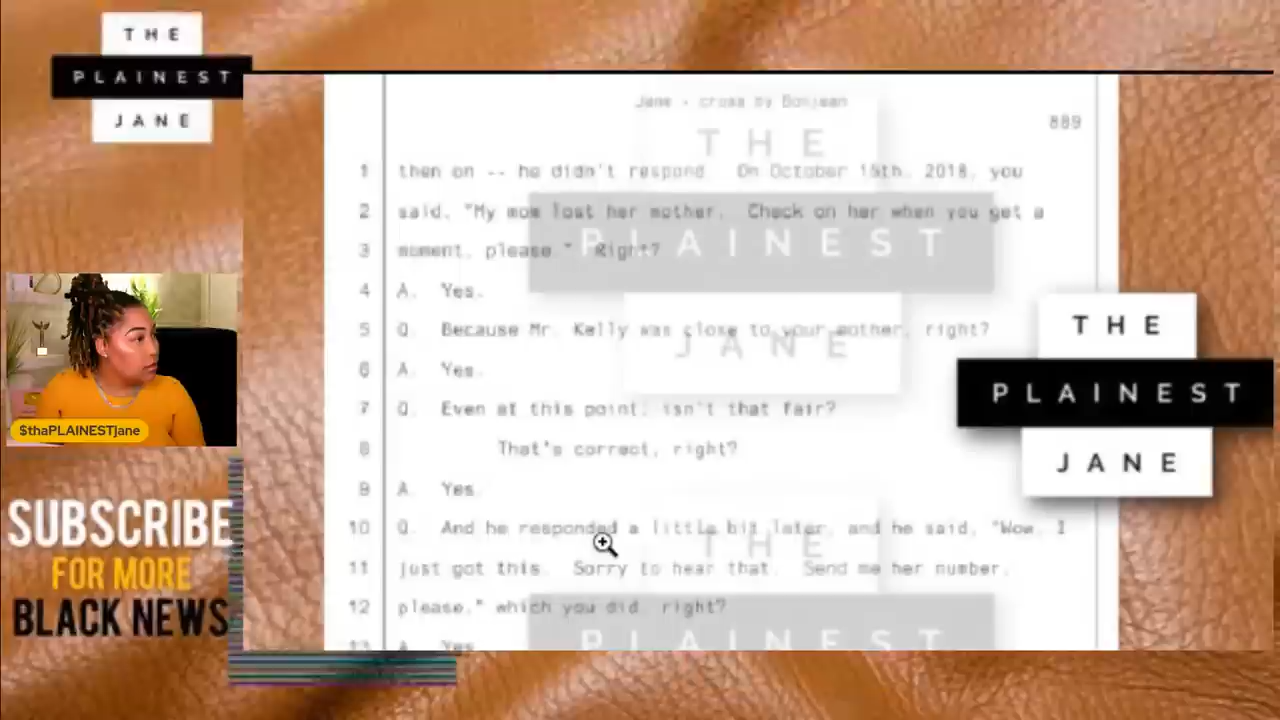 THE
PLAINEST
JANE
Jane - cross by Bonjean
889
1 then on -- he didn't respond. On October 15th, 2018, you
2 said, "My mom lost her mother. Check on her when you get a
3 moment, please." Right?
4 A. Yes.
5 Q. Because Mr. Kelly was close to your mother, right?
6 A. Yes.
7 Q. Even at this point, isn't that fair?
8 That's correct, right?
9 A. Yes.
10 Q. And he responded a little bit later, and he said, "Wow, I
11 just got this. Sorry to hear that. Send me her number,
12 please," which you did, right?
13 A. Yes
THE
PLAINEST
JANE
THE
PLAINEST
THE
PLAINEST
JANE
$thaPLAINESTjane
SUBSCRIBE
FOR MORE
BLACK NEWS